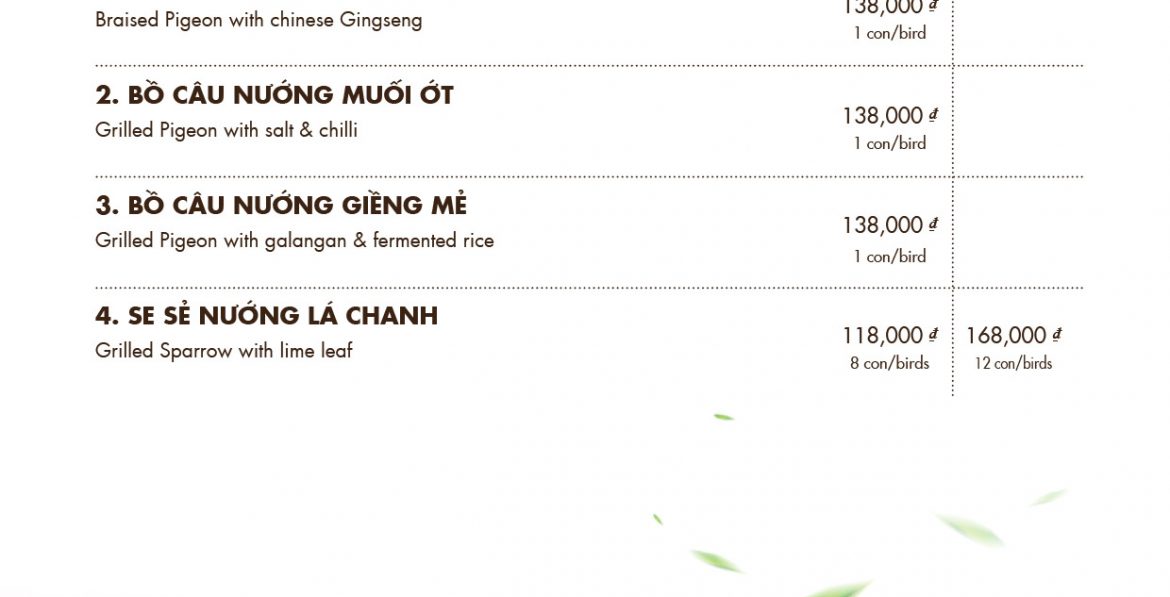 Braised Pigeon with chinese Gingseng
138,000 ₫
1 con/bird
2. BỒ CÂU NƯỚNG MUỐI ỚT
138,000 ₫
Grilled Pigeon with salt & chilli
1 con/bird
3. BỒ CÂU NƯỚNG GIỀNG MẺ
138,000 ₫
Grilled Pigeon with galangan & fermented rice
1 con/bird
4. SE SẺ NƯỚNG LÁ CHANH
118,000 ₫ 168,000 ₫
Grilled Sparrow with lime leaf
8 con/birds 12 con/birds